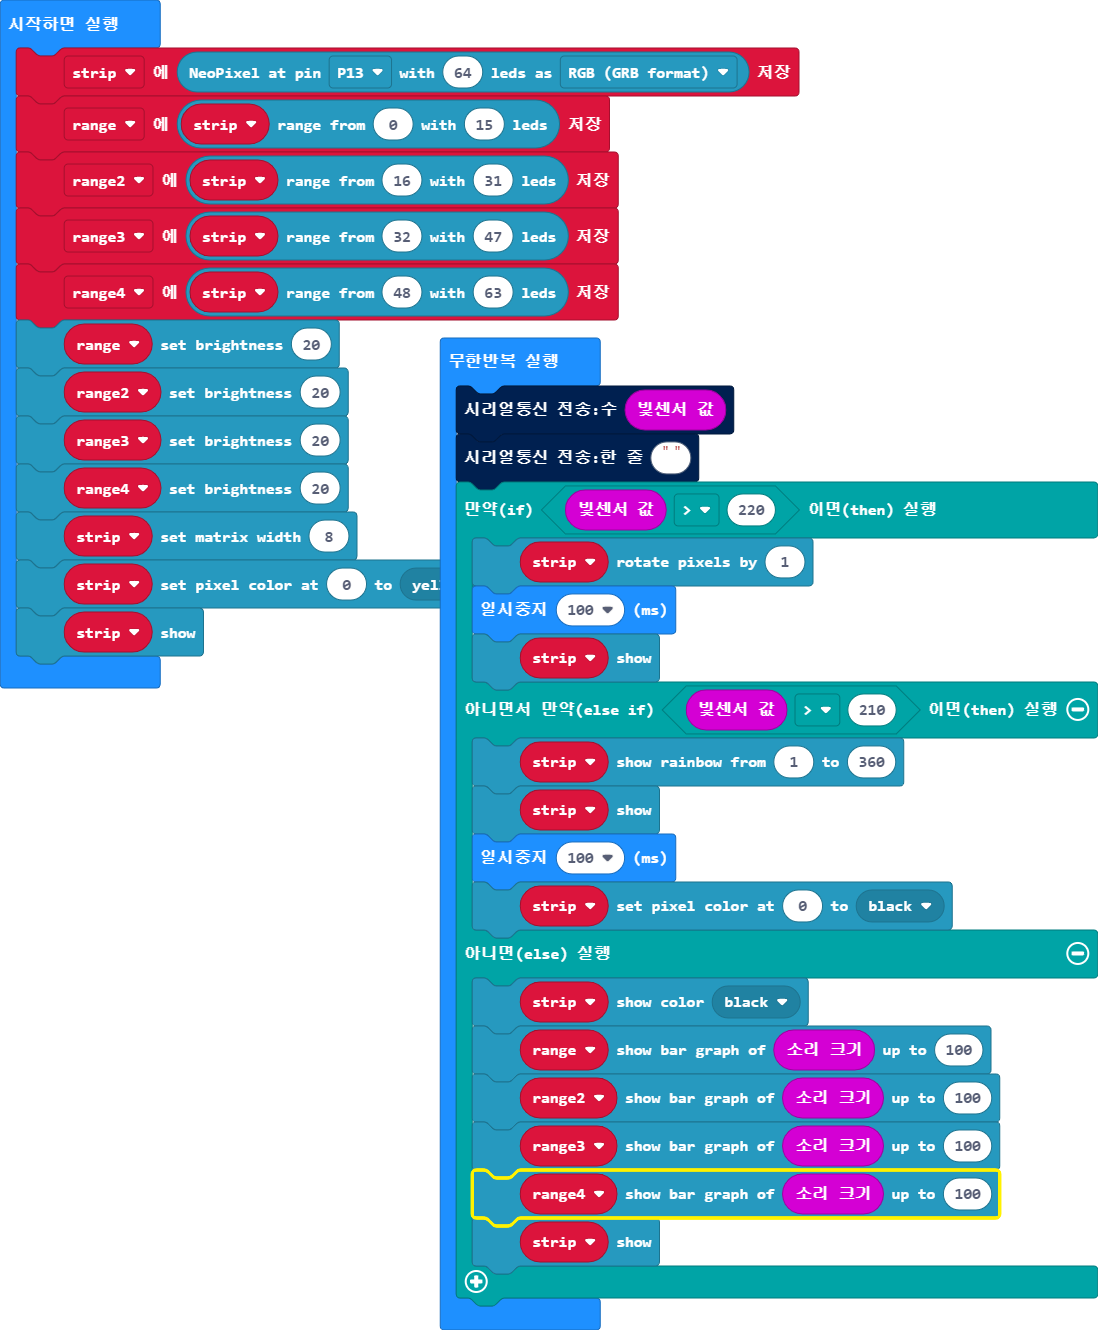 시작하면 실행
strip 에 NeoPixel at pin P13 with 64 leds as RGB (GRB format) 저장
range 에 strip range from 0 with 15 leds 저장
range2 에 strip range from 16 with 31 leds 저장
range3 에 strip range from 32 with 47 leds 저장
range4 에 strip range from 48 with 63 leds 저장
range set brightness 20
range2 set brightness 20
range3 set brightness 20
range4 set brightness 20
strip set matrix width 8
strip set pixel color at 0 to yel
strip show
무한반복 실행
시리얼통신 전송:수 빛센서 값
시리얼통신 전송:한 줄 " "
만약(if) 빛센서 값 > 220 이면(then) 실행
strip rotate pixels by 1
일시중지 100 (ms)
strip show
아니면서 만약(else if) 빛센서 값 > 210 이면(then) 실행
strip show rainbow from 1 to 360
strip show
일시중지 100 (ms)
strip set pixel color at 0 to black
아니면(else) 실행
strip show color black
range show bar graph of 소리 크기 up to 100
range2 show bar graph of 소리 크기 up to 100
range3 show bar graph of 소리 크기 up to 100
range4 show bar graph of 소리 크기 up to 100
strip show